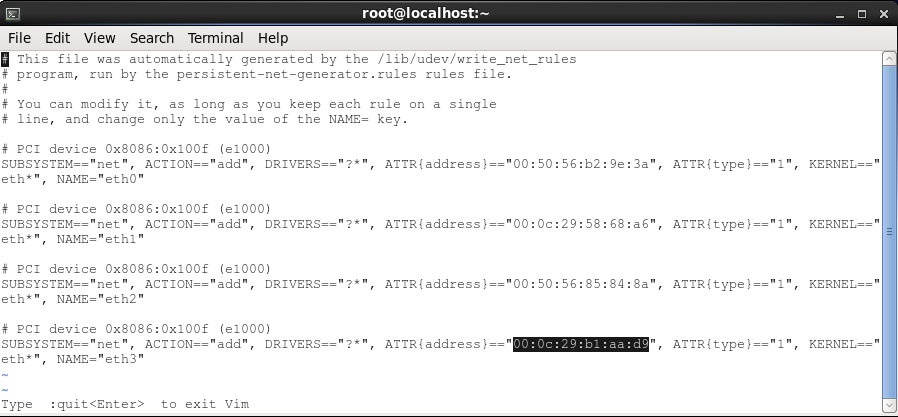 root@localhost:~
File Edit View Search Terminal Help
# This file was automatically generated by the /lib/udev/write_net_rules
# program, run by the persistent-net-generator.rules rules file.
#
# You can modify it, as long as you keep each rule on a single
# line, and change only the value of the NAME= key.
# PCI device 0x8086:0x100f (e1000)
SUBSYSTEM=="net", ACTION=="add", DRIVERS=="?*", ATTR{address}=="00:50:56:b2:9e:3a", ATTR{type}=="1", KERNEL=="
eth*", NAME="eth0"
# PCI device 0x8086:0x100f (e1000)
SUBSYSTEM=="net", ACTION=="add", DRIVERS=="?*", ATTR{address}=="00:0c:29:58:68:a6", ATTR{type}=="1", KERNEL=="
eth*", NAME="eth1"
# PCI device 0x8086:0x100f (e1000)
SUBSYSTEM=="net", ACTION=="add", DRIVERS=="?*", ATTR{address}=="00:50:56:85:84:8a", ATTR{type}=="1", KERNEL=="
eth*", NAME="eth2"
# PCI device 0x8086:0x100f (e1000)
SUBSYSTEM=="net", ACTION=="add", DRIVERS=="?*", ATTR{address}=="00:0c:29:b1:aa:d9", ATTR{type}=="1", KERNEL=="
eth*", NAME="eth3"
~
~
Type  :quit<Enter>  to exit Vim